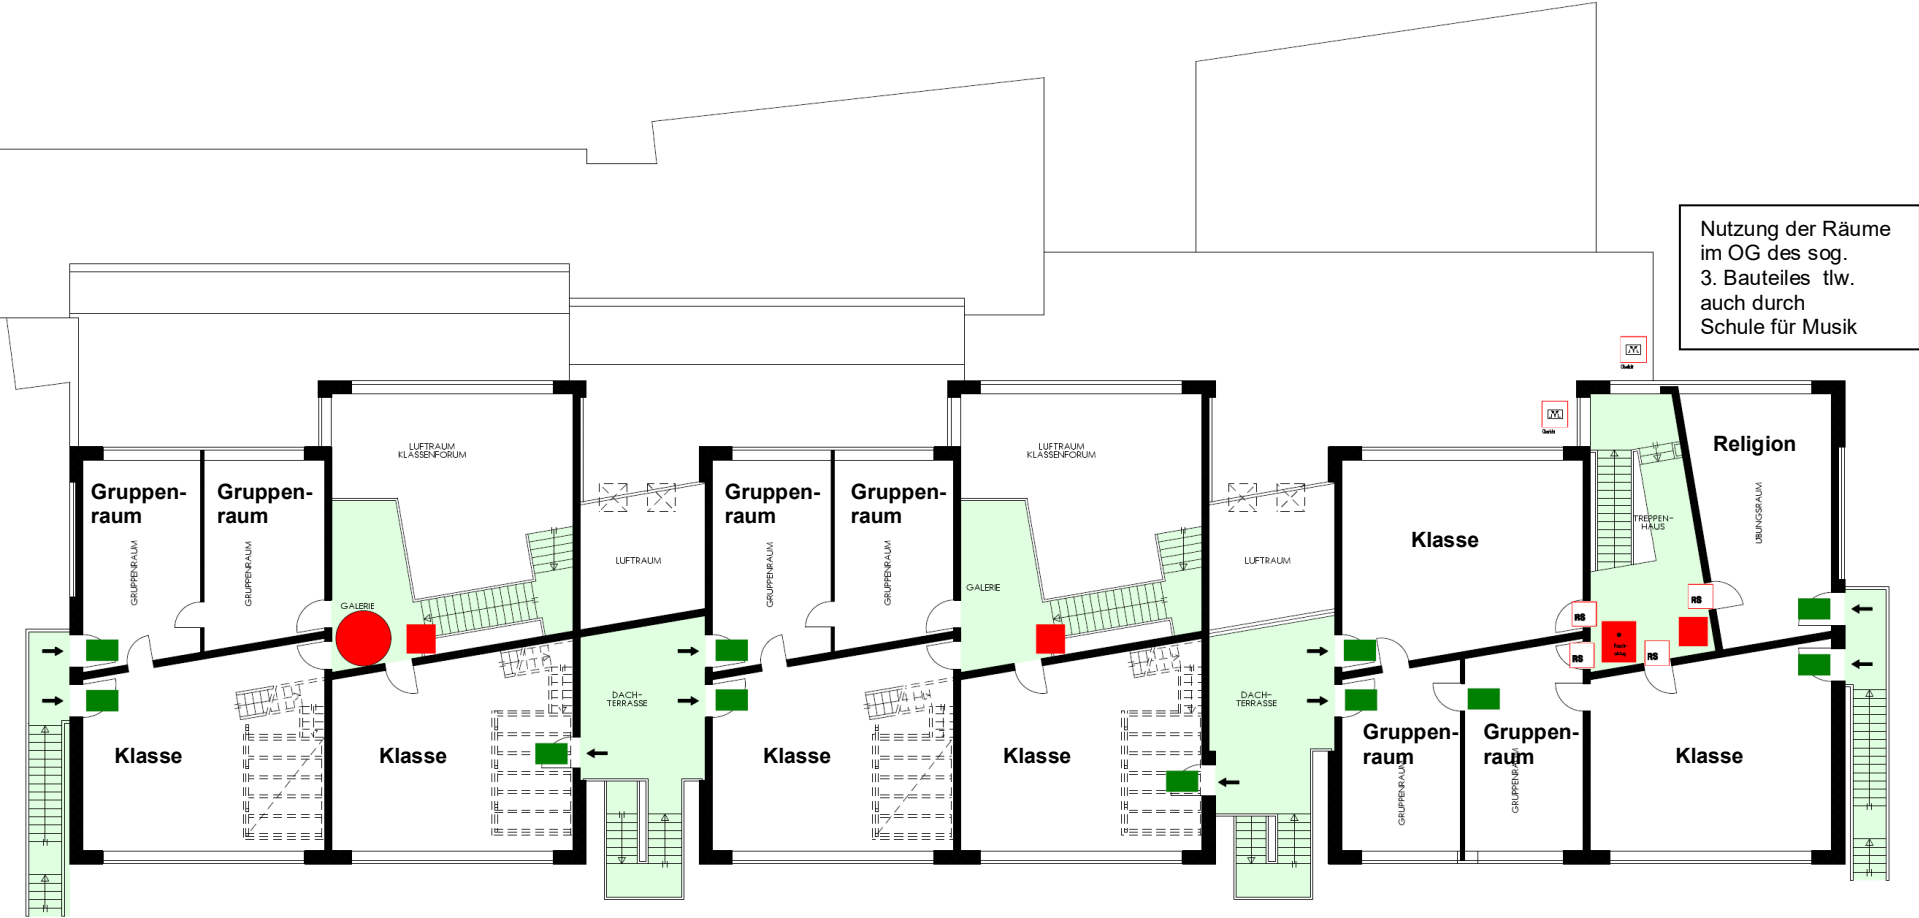 Nutzung der Räume
im OG des sog.
3. Bauteiles  tlw.
auch durch
Schule für Musik
LUFTRAUM
KLASSENFORUM
LUFTRAUM
KLASSENFORUM
Religion
Gruppen-
raum
Gruppen-
raum
Gruppen-
raum
Gruppen-
raum
Klasse
TREPPEN-
HAUS
ÜBUNGSRAUM
GRUPPENRAUM
GRUPPENRAUM
LUFTRAUM
GRUPPENRAUM
GRUPPENRAUM
LUFTRAUM
GALERIE
GALERIE
RS
RS
RS
RS
DACH-
TERRASSE
DACH-
TERRASSE
Klasse
Klasse
Klasse
Klasse
Gruppen-
raum
Gruppen-
raum
Klasse
GRUPPENRAUM
GRUPPENRAUM